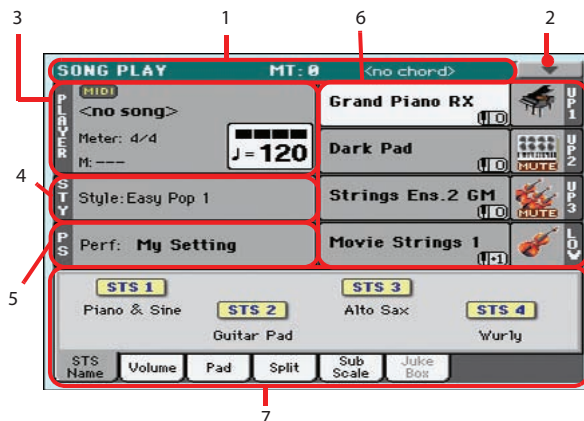 3
1
6
2
SONG PLAY MT: 0 <no chord>
PLAYER
MIDI
<no song>
Meter: 4/4
M: ---
♩=120
Grand Piano RX
0
UP1
Dark Pad
0
MUTE
UP2
4
STY
Style:Easy Pop 1
Strings Ens.2 GM
0
MUTE
UP3
5
PS
Perf: My Setting
Movie Strings 1
+1
LOW
STS 1
Piano & Sine
STS 2
Guitar Pad
STS 3
Alto Sax
STS 4
Wurly
STS Name
Volume
Pad
Split
Sub Scale
Juke Box
7